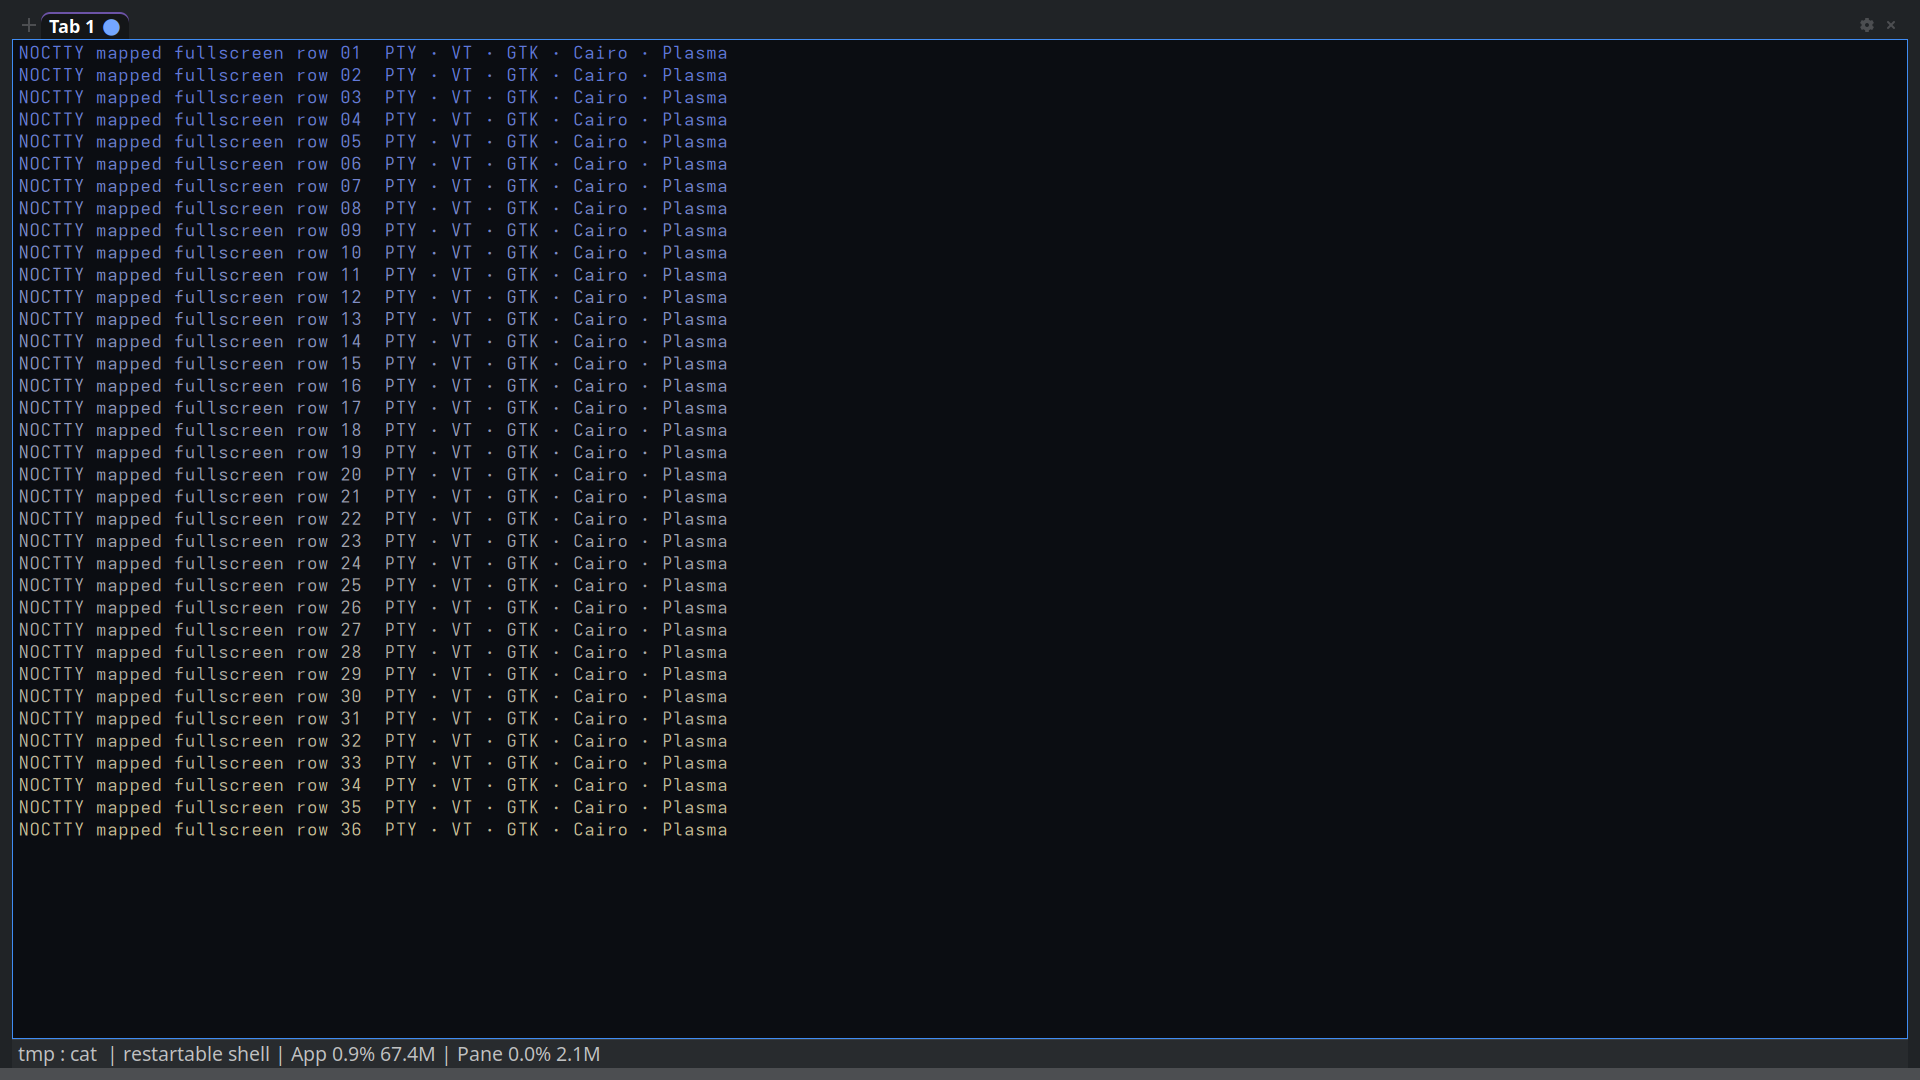 Tab 1
NOCTTY mapped fullscreen row 01  PTY · VT · GTK · Cairo · Plasma
NOCTTY mapped fullscreen row 02  PTY · VT · GTK · Cairo · Plasma
NOCTTY mapped fullscreen row 03  PTY · VT · GTK · Cairo · Plasma
NOCTTY mapped fullscreen row 04  PTY · VT · GTK · Cairo · Plasma
NOCTTY mapped fullscreen row 05  PTY · VT · GTK · Cairo · Plasma
NOCTTY mapped fullscreen row 06  PTY · VT · GTK · Cairo · Plasma
NOCTTY mapped fullscreen row 07  PTY · VT · GTK · Cairo · Plasma
NOCTTY mapped fullscreen row 08  PTY · VT · GTK · Cairo · Plasma
NOCTTY mapped fullscreen row 09  PTY · VT · GTK · Cairo · Plasma
NOCTTY mapped fullscreen row 10  PTY · VT · GTK · Cairo · Plasma
NOCTTY mapped fullscreen row 11  PTY · VT · GTK · Cairo · Plasma
NOCTTY mapped fullscreen row 12  PTY · VT · GTK · Cairo · Plasma
NOCTTY mapped fullscreen row 13  PTY · VT · GTK · Cairo · Plasma
NOCTTY mapped fullscreen row 14  PTY · VT · GTK · Cairo · Plasma
NOCTTY mapped fullscreen row 15  PTY · VT · GTK · Cairo · Plasma
NOCTTY mapped fullscreen row 16  PTY · VT · GTK · Cairo · Plasma
NOCTTY mapped fullscreen row 17  PTY · VT · GTK · Cairo · Plasma
NOCTTY mapped fullscreen row 18  PTY · VT · GTK · Cairo · Plasma
NOCTTY mapped fullscreen row 19  PTY · VT · GTK · Cairo · Plasma
NOCTTY mapped fullscreen row 20  PTY · VT · GTK · Cairo · Plasma
NOCTTY mapped fullscreen row 21  PTY · VT · GTK · Cairo · Plasma
NOCTTY mapped fullscreen row 22  PTY · VT · GTK · Cairo · Plasma
NOCTTY mapped fullscreen row 23  PTY · VT · GTK · Cairo · Plasma
NOCTTY mapped fullscreen row 24  PTY · VT · GTK · Cairo · Plasma
NOCTTY mapped fullscreen row 25  PTY · VT · GTK · Cairo · Plasma
NOCTTY mapped fullscreen row 26  PTY · VT · GTK · Cairo · Plasma
NOCTTY mapped fullscreen row 27  PTY · VT · GTK · Cairo · Plasma
NOCTTY mapped fullscreen row 28  PTY · VT · GTK · Cairo · Plasma
NOCTTY mapped fullscreen row 29  PTY · VT · GTK · Cairo · Plasma
NOCTTY mapped fullscreen row 30  PTY · VT · GTK · Cairo · Plasma
NOCTTY mapped fullscreen row 31  PTY · VT · GTK · Cairo · Plasma
NOCTTY mapped fullscreen row 32  PTY · VT · GTK · Cairo · Plasma
NOCTTY mapped fullscreen row 33  PTY · VT · GTK · Cairo · Plasma
NOCTTY mapped fullscreen row 34  PTY · VT · GTK · Cairo · Plasma
NOCTTY mapped fullscreen row 35  PTY · VT · GTK · Cairo · Plasma
NOCTTY mapped fullscreen row 36  PTY · VT · GTK · Cairo · Plasma
tmp : cat  | restartable shell | App 0.9% 67.4M | Pane 0.0% 2.1M